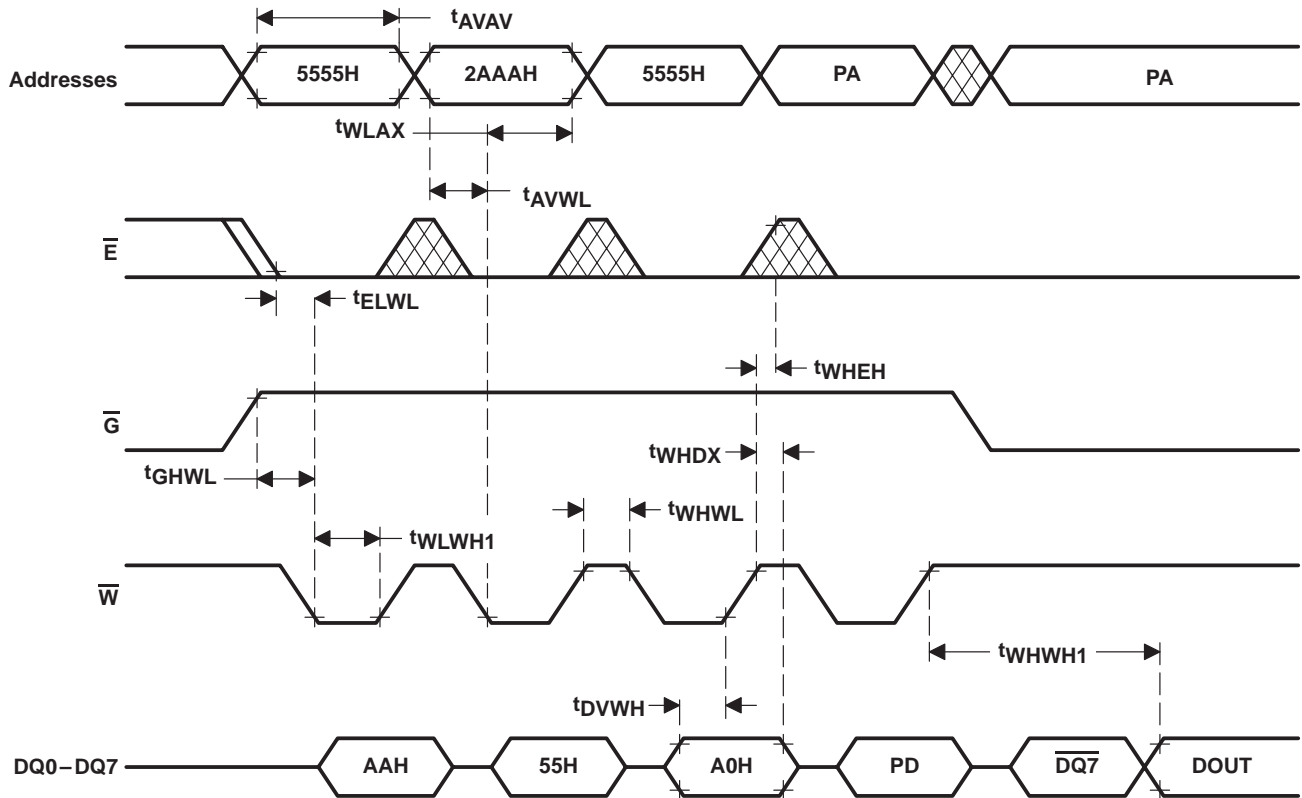 tAVAV
Addresses 5555H 2AAAH 5555H PA PA
tWLAX
tAVWL
E̅
tELWL
tWHEH
G̅
tWHDX
tGHWL
tWHWL
tWLWH1
W̅
tWHWH1
tDVWH
DQ0–DQ7 AAH 55H A0H PD D̅Q̅7̅ DOUT